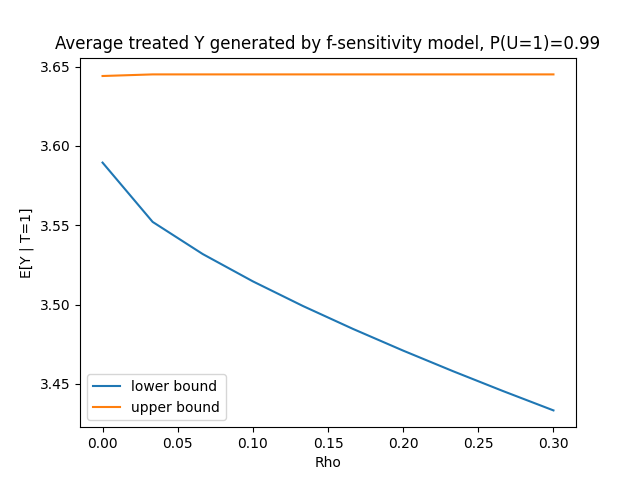 Average treated Y generated by f-sensitivity model, P(U=1)=0.99
3.65
3.60
3.55
3.50
3.45
E[Y | T=1]
lower bound
upper bound
0.00 0.05 0.10 0.15 0.20 0.25 0.30
Rho